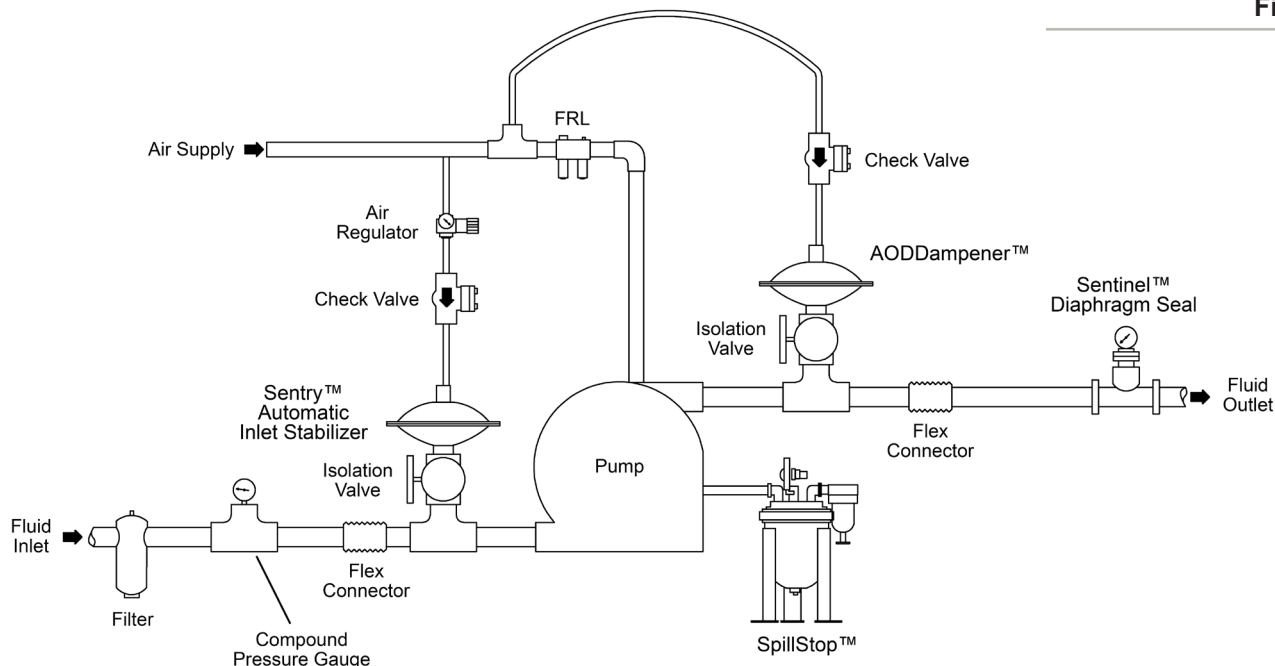 Fi
FRL
Air Supply
Check Valve
Air
Regulator
AODDampener™
Check Valve
Sentinel™
Diaphragm Seal
Isolation
Valve
Sentry™
Automatic
Inlet Stabilizer
Fluid
Outlet
Flex
Connector
Isolation
Valve
Pump
Fluid
Inlet
Flex
Connector
Filter
Compound
Pressure Gauge
SpillStop™